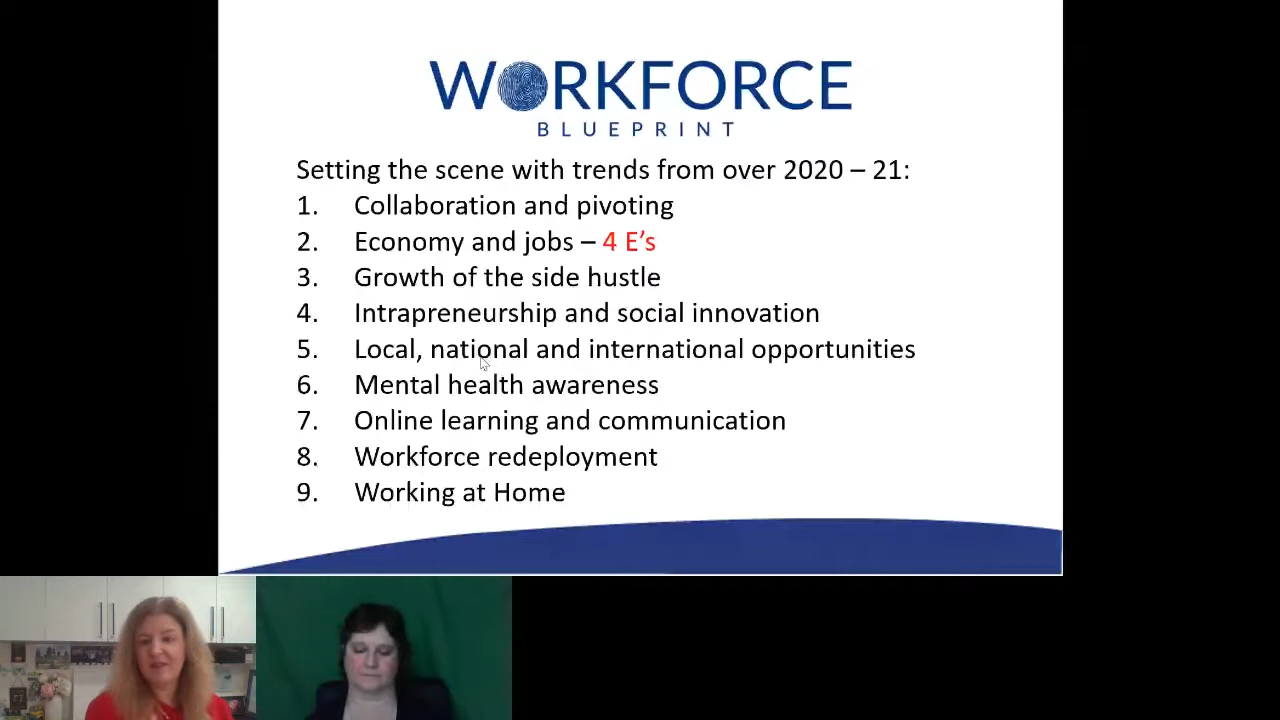 WORKFORCE
BLUEPRINT
Setting the scene with trends from over 2020 – 21:
1. Collaboration and pivoting
2. Economy and jobs – 4 E’s
3. Growth of the side hustle
4. Intrapreneurship and social innovation
5. Local, national and international opportunities
6. Mental health awareness
7. Online learning and communication
8. Workforce redeployment
9. Working at Home